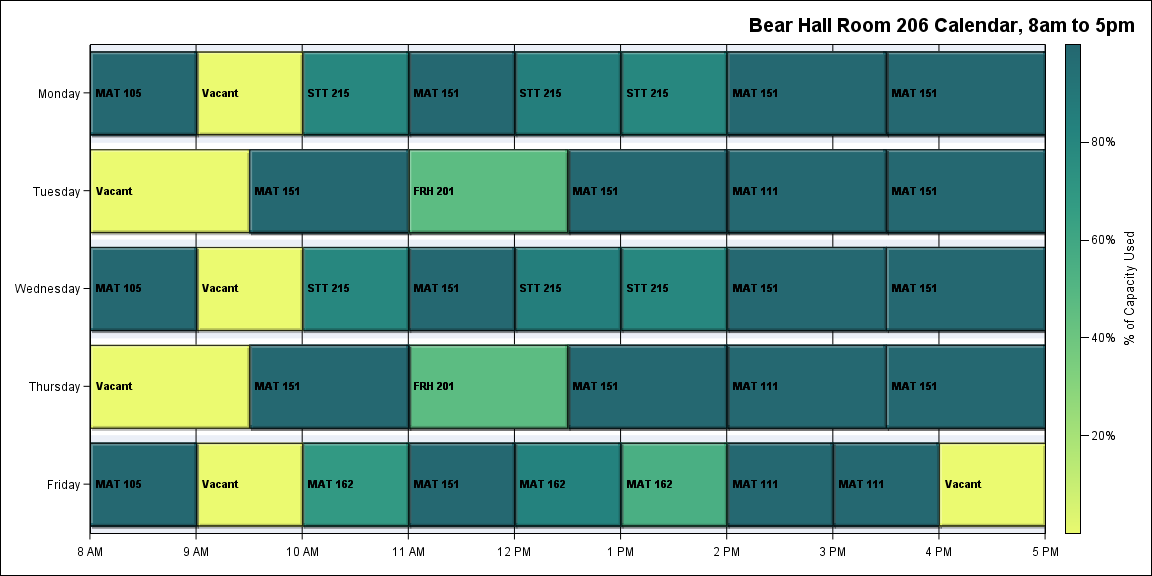 Bear Hall Room 206 Calendar, 8am to 5pm
Monday MAT 105 Vacant STT 215 MAT 151 STT 215 STT 215 MAT 151 MAT 151
80%
Tuesday Vacant MAT 151 FRH 201 MAT 151 MAT 111 MAT 151
60%
% of Capacity Used
Wednesday MAT 105 Vacant STT 215 MAT 151 STT 215 STT 215 MAT 151 MAT 151
40%
Thursday Vacant MAT 151 FRH 201 MAT 151 MAT 111 MAT 151
20%
Friday MAT 105 Vacant MAT 162 MAT 151 MAT 162 MAT 162 MAT 111 MAT 111 Vacant
8 AM 9 AM 10 AM 11 AM 12 PM 1 PM 2 PM 3 PM 4 PM 5 PM